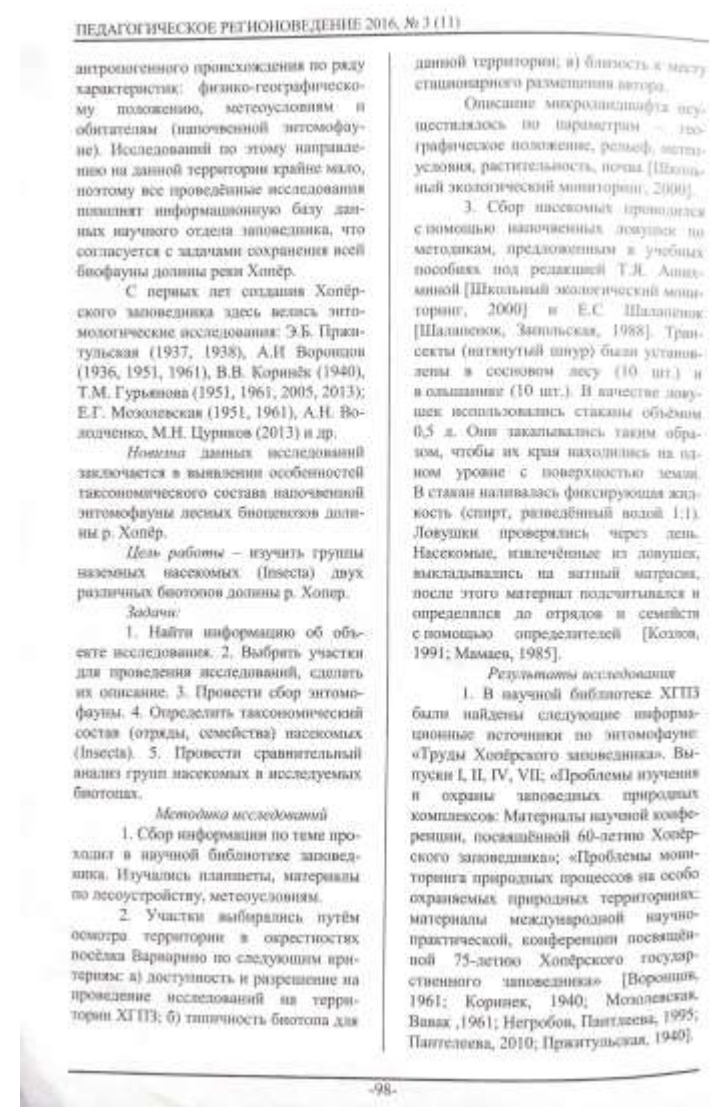 ПЕДАГОГИЧЕСКОЕ РЕГИОНОВЕДЕНИЕ 2016, № 3 (11)
антропогенного происхождения по ряду
характеристик: физико-географическо-
му положению, метеоусловиям и
обитателям (напочвенной энтомофау-
не). Исследований по этому направле-
нию на данной территории крайне мало,
поэтому все проведённые исследования
пополнят информационную базу дан-
ных научного отдела заповедника, что
согласуется с задачами сохранения всей
биофауны долины реки Хопёр.
С первых лет создания Хопёр-
ского заповедника здесь велись энто-
мологические исследования: Э.Б. Пржи-
тульская (1937, 1938), А.И Воронцов
(1936, 1951, 1961), В.В. Коринёк (1940),
Т.М. Гурьянова (1951, 1961, 2005, 2013);
Е.Г. Мозолевская (1951, 1961), А.Н. Во-
лодченко, М.Н. Цуриков (2013) и др.
Новизна данных исследований
заключается в выявлении особенностей
таксономического состава напочвенной
энтомофауны лесных биоценозов доли-
ны р. Хопёр.
Цель работы – изучить группы
наземных насекомых (Insecta) двух
различных биотопов долины р. Хопер.
Задачи:
1. Найти информацию об объ-
екте исследования. 2. Выбрать участки
для проведения исследований, сделать
их описание. 3. Провести сбор энтомо-
фауны. 4. Определить таксономический
состав (отряды, семейства) насекомых
(Insecta). 5. Провести сравнительный
анализ групп насекомых в исследуемых
биотопах.
Методика исследований
1. Сбор информации по теме про-
ходил в научной библиотеке заповед-
ника. Изучались планшеты, материалы
по лесоустройству, метеоусловиям.
2. Участки выбирались путём
осмотра территории в окрестностях
посёлка Варварино по следующим кри-
териям: а) доступность и разрешение на
проведение исследований на терри-
тории ХГПЗ; б) типичность биотопа для
данной территории; в) близость к месту
стационарного размещения автора.
Описание микроландшафта осу-
ществлялось по параметрам – гео-
графическое положение, рельеф, метео-
условия, растительность, почва [Школь-
ный экологический мониторинг, 2000].
3. Сбор насекомых проводился
с помощью напочвенных ловушек по
методикам, предложенным в учебных
пособиях под редакцией Т.Я. Аших-
миной [Школьный экологический мони-
торинг, 2000] и Е.С Шалапёнок
[Шалапенок, Запольская, 1988]. Тран-
секты (натянутый шнур) были установ-
лены в сосновом лесу (10 шт.) и
в ольшанике (10 шт.). В качестве лову-
шек использовались стаканы объёмом
0,5 л. Они закапывались таким обра-
зом, чтобы их края находились на од-
ном уровне с поверхностью земли.
В стакан наливалась фиксирующая жид-
кость (спирт, разведённый водой 1:1).
Ловушки проверялись через день.
Насекомые, извлечённые из ловушек,
выкладывались на ватный матрасик,
после этого материал подсчитывался и
определялся до отрядов и семейств
с помощью определителей [Козлов,
1991; Мамаев, 1985].
Результаты исследования
1. В научной библиотеке ХГПЗ
были найдены следующие информа-
ционные источники по энтомофауне:
«Труды Хопёрского заповедника». Вы-
пуски I, II, IV, VII; «Проблемы изучения
и охраны заповедных природных
комплексов: Материалы научной конфе-
ренции, посвящённой 60-летию Хопёр-
ского заповедника»; «Проблемы мони-
торинга природных процессов на особо
охраняемых природных территориях:
материалы международной научно-
практической, конференции посвящён-
ной 75-летию Хопёрского государ-
ственного заповедника» [Воронцов,
1961; Коринек, 1940; Мозолевская,
Вавак ,1961; Негробов, Пантелеева, 1995;
Пантелеева, 2010; Пржитульская, 1940].
-98-